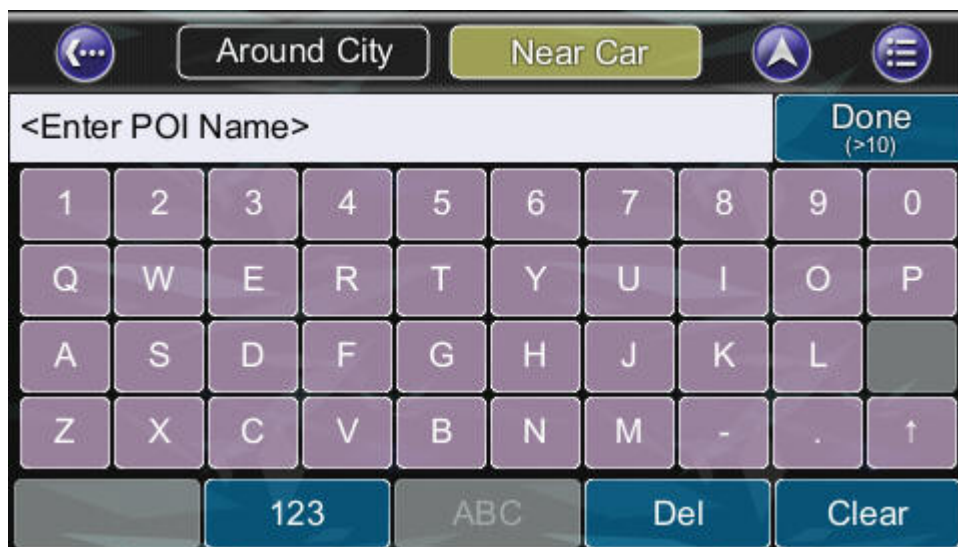 Around City Near Car
<Enter POI Name> Done
(>10)
1 2 3 4 5 6 7 8 9 0
Q W E R T Y U I O P
A S D F G H J K L
Z X C V B N M - . ↑
123 ABC Del Clear